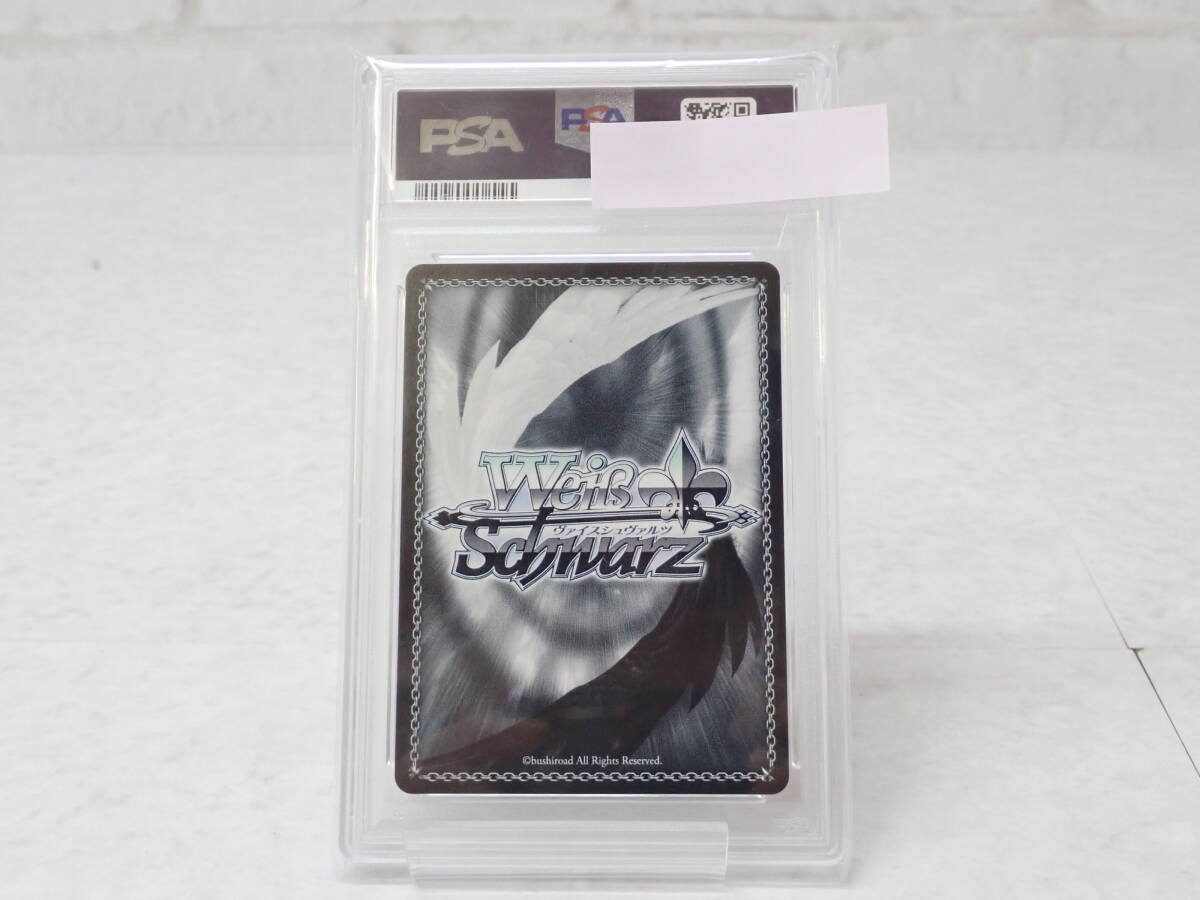 PSA
PSA
Weiß
ヴァイスシュヴァルツ
Schwarz
©bushiroad All Rights Reserved.